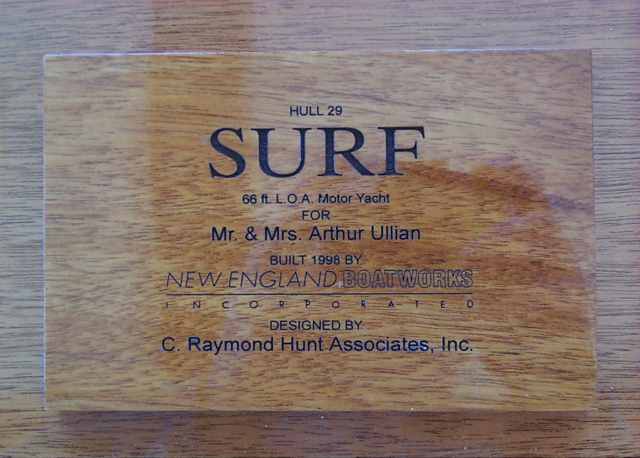 HULL 29
SURF
66 ft. L.O.A. Motor Yacht
FOR
Mr. & Mrs. Arthur Ullian
BUILT 1998 BY
NEW ENGLAND BOATWORKS
INCORPORATED
DESIGNED BY
C. Raymond Hunt Associates, Inc.